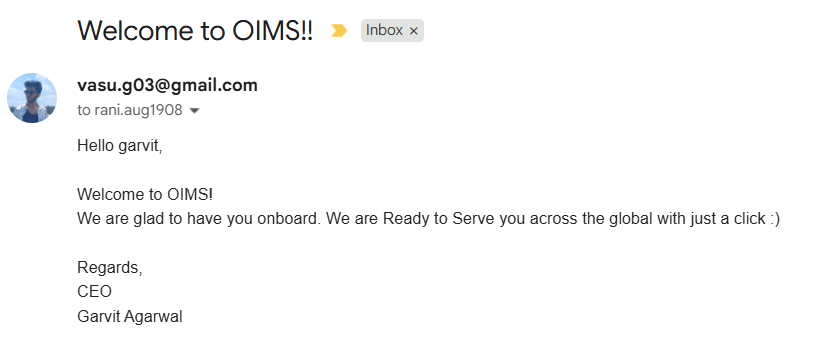 Welcome to OIMS!!
Inbox ×
vasu.g03@gmail.com
to rani.aug1908
Hello garvit,
Welcome to OIMS!
We are glad to have you onboard. We are Ready to Serve you across the global with just a click :)
Regards,
CEO
Garvit Agarwal